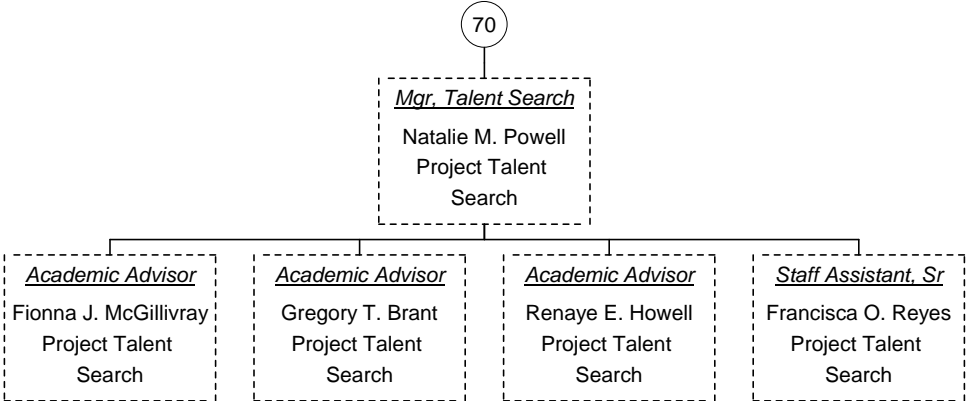 70
Mgr, Talent Search
Natalie M. Powell
Project Talent
Search
Academic Advisor
Fionna J. McGillivray
Project Talent
Search
Academic Advisor
Gregory T. Brant
Project Talent
Search
Academic Advisor
Renaye E. Howell
Project Talent
Search
Staff Assistant, Sr
Francisca O. Reyes
Project Talent
Search